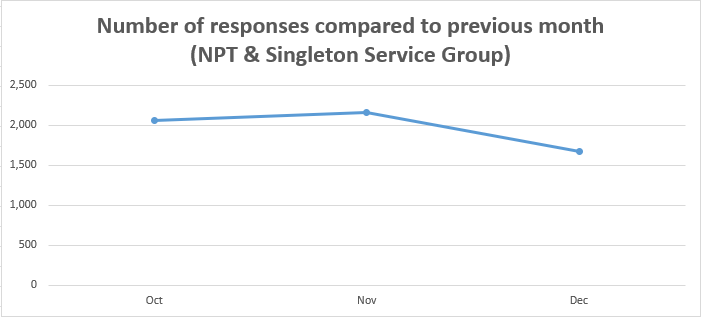 Number of responses compared to previous month
(NPT & Singleton Service Group)
2,500
2,000
1,500
1,000
500
0
Oct Nov Dec